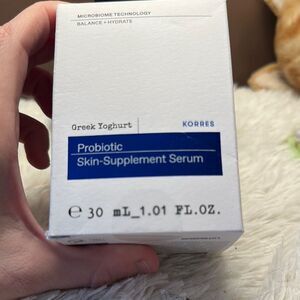 MICROBIOME TECHNOLOGY
BALANCE + HYDRATE
Greek Yoghurt
KORRES
Probiotic
Skin-Supplement Serum
℮ 30 mL_1.01 FL.OZ.